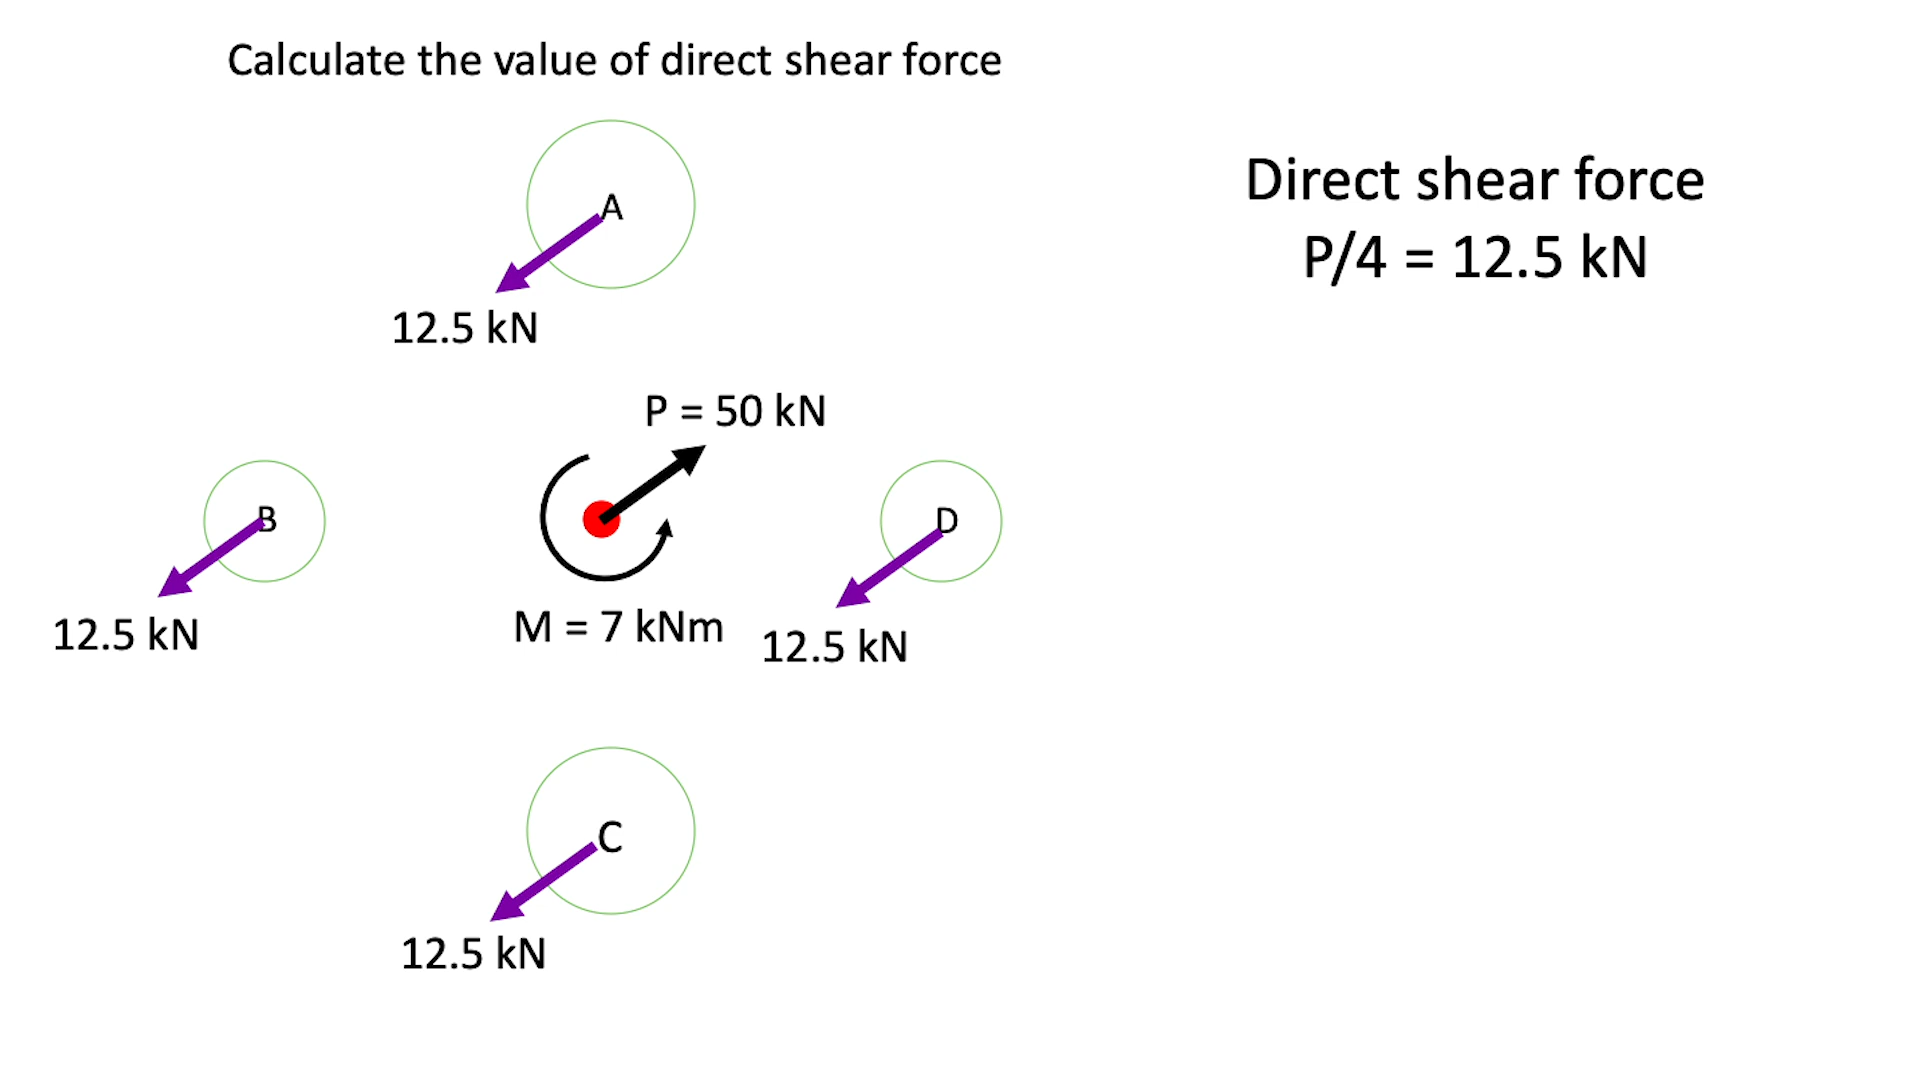 Calculate the value of direct shear force
Direct shear force
P/4 = 12.5 kN
A
12.5 kN
P = 50 kN
B
D
12.5 kN
M = 7 kNm
12.5 kN
C
12.5 kN